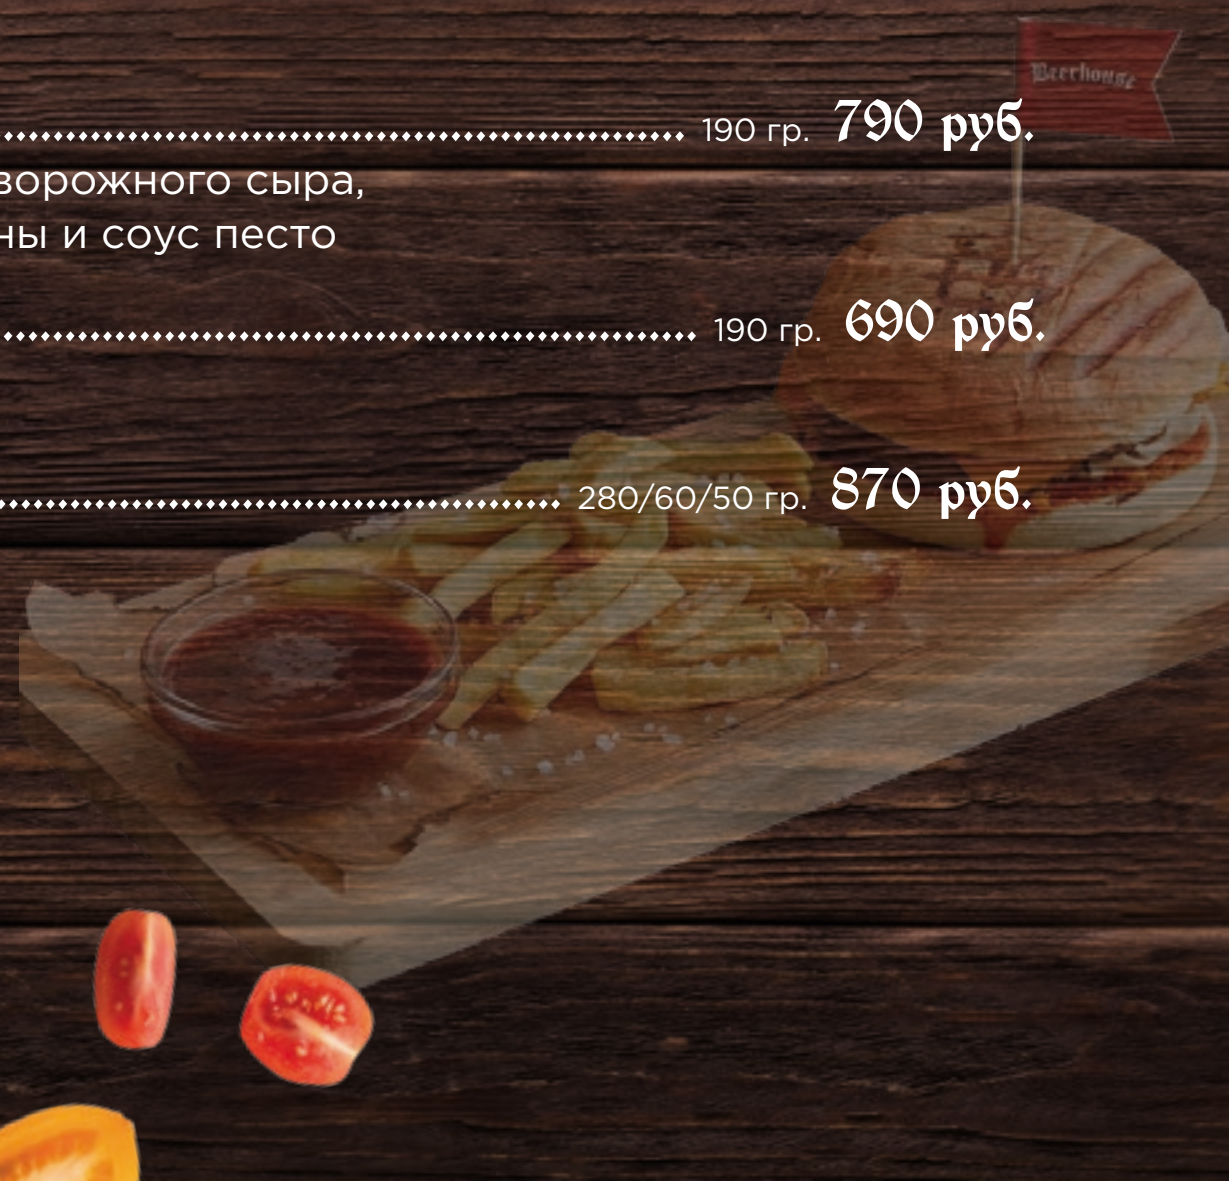 Beerhouse
190 гр. 790 руб.
ворожного сыра,
ны и соус песто
190 гр. 690 руб.
280/60/50 гр. 870 руб.